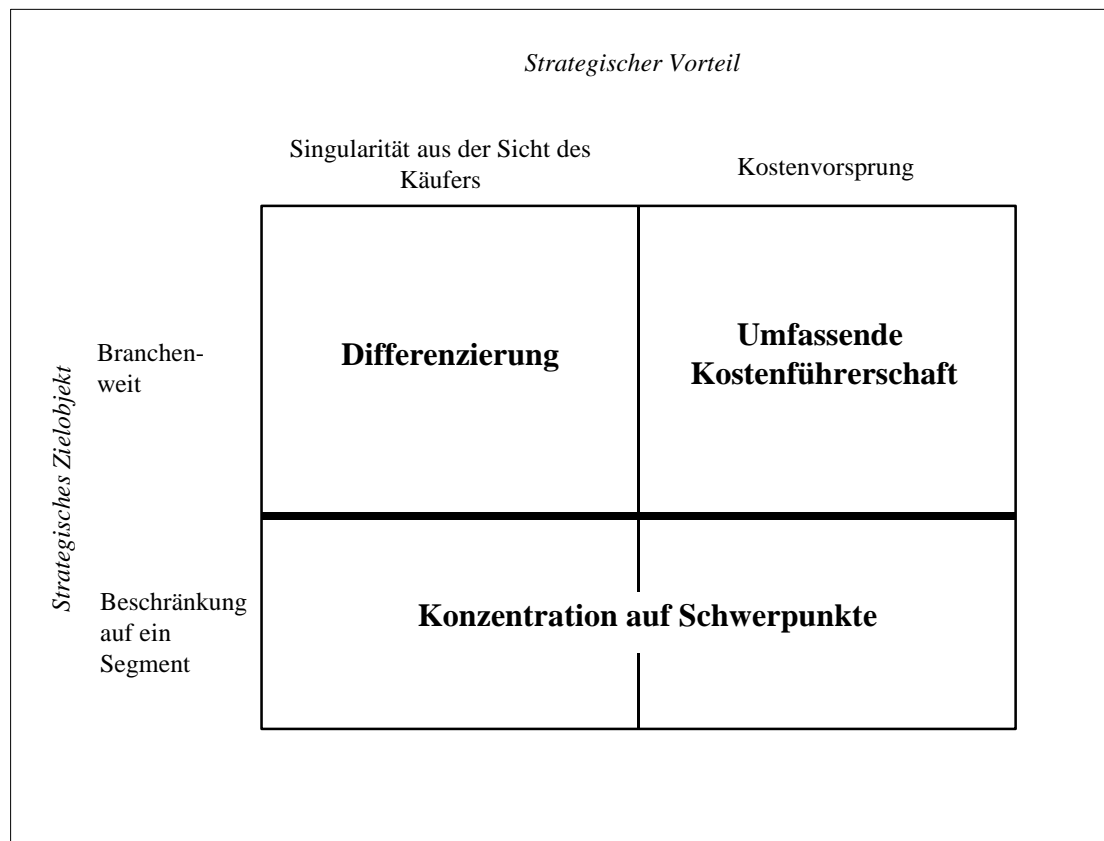 Strategischer Vorteil
Singularität aus der Sicht des
Käufers
Kostenvorsprung
Strategisches Zielobjekt
Branchen-
weit
Differenzierung
Umfassende
Kostenführerschaft
Beschränkung
auf ein
Segment
Konzentration auf Schwerpunkte